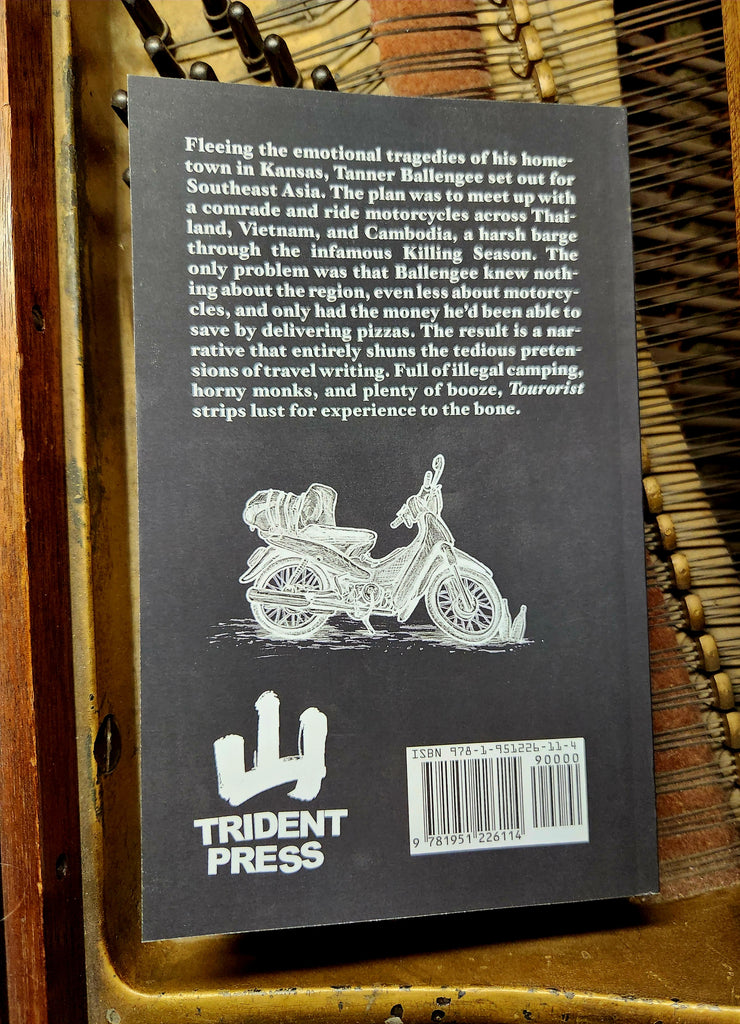 Fleeing the emotional tragedies of his home-
town in Kansas, Tanner Ballengee set out for
Southeast Asia. The plan was to meet up with
a comrade and ride motorcycles across Thai-
land, Vietnam, and Cambodia, a harsh barge
through the infamous Killing Season. The
only problem was that Ballengee knew noth-
ing about the region, even less about motorcy-
cles, and only had the money he'd been able to
save by delivering pizzas. The result is a nar-
rative that entirely shuns the tedious preten-
sions of travel writing. Full of illegal camping,
horny monks, and plenty of booze, Tourorist
strips lust for experience to the bone.
TRIDENT
PRESS
ISBN 978-1-951226-11-4
90000
9 781951 226114